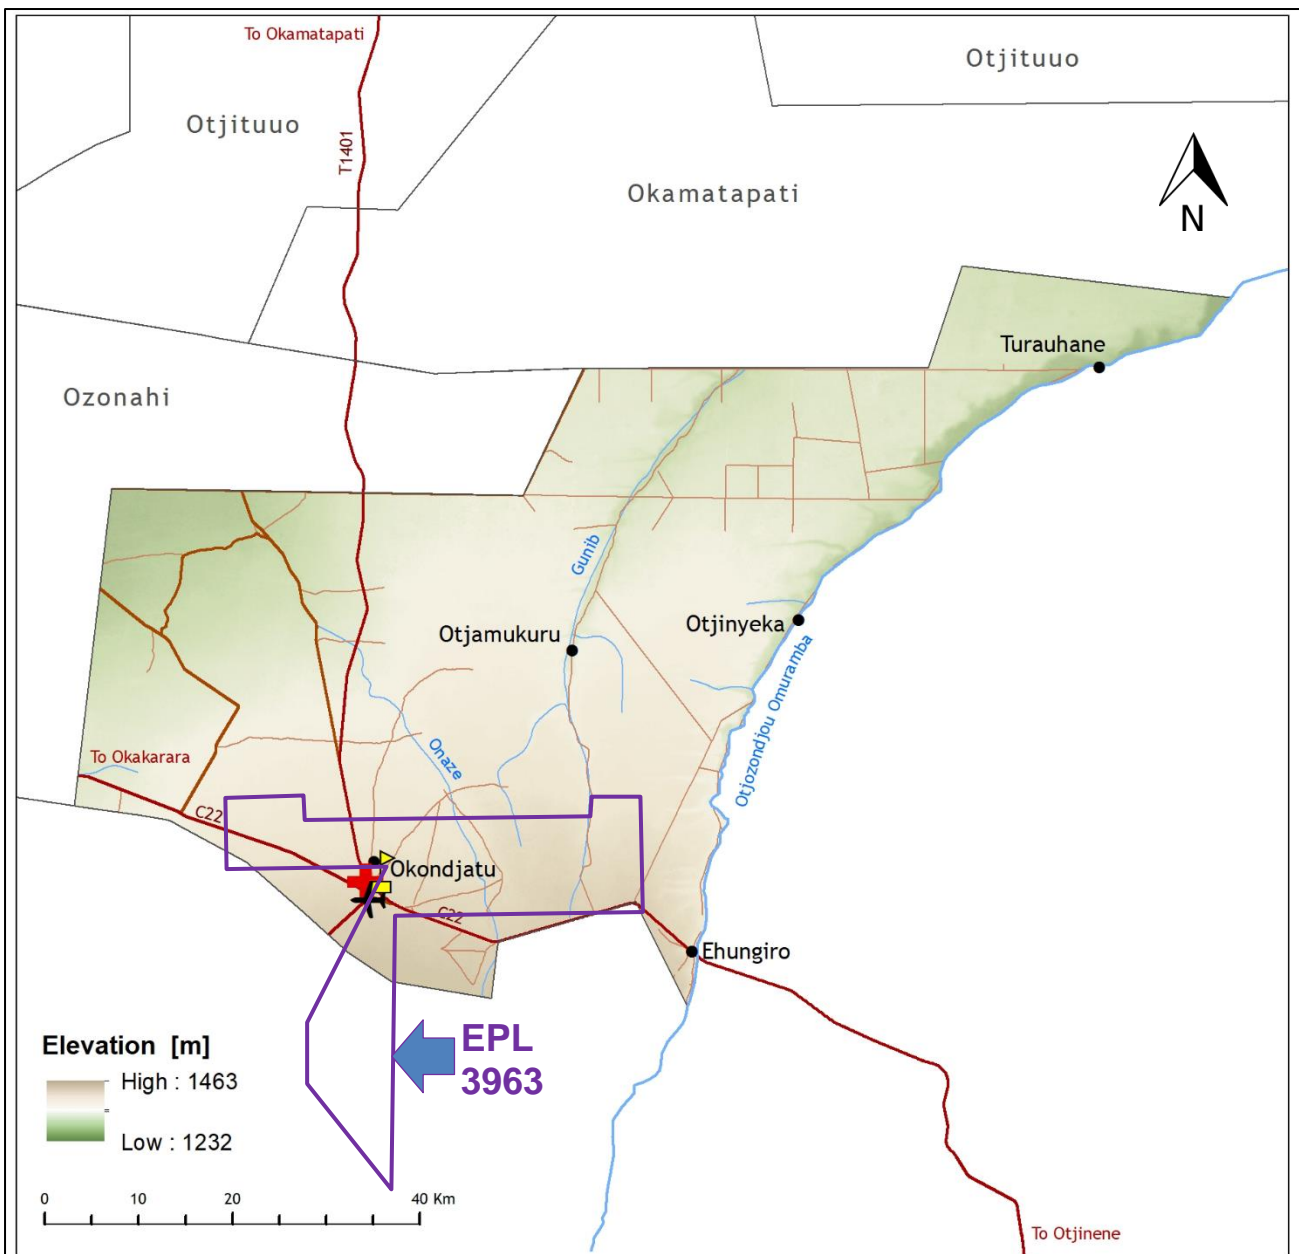 To Okamatapati
Otjituuo
Otjituuo
T1401
Okamatapati
N
Turauhane
Ozonahi
Gunib
Otjamukuru
Otjinyeka
Otjozondjou Omuramba
Onaze
To Okakarara
C22
Okondjatu
C22
Ehungiro
EPL
3963
Elevation [m]
High : 1463
Low : 1232
0 10 20 40 Km
To Otjinene